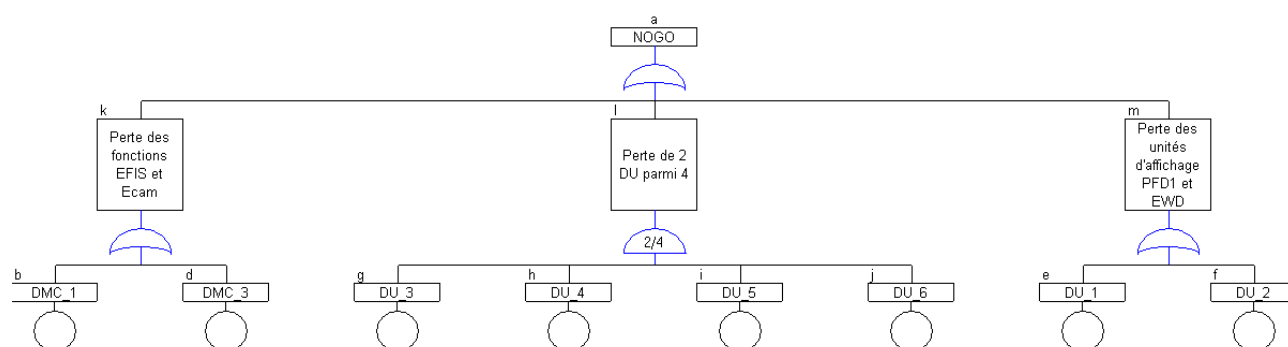 a
NOGO
k
l
m
Perte des
fonctions
EFIS et
Ecam
Perte de 2
DU parmi 4
Perte des
unités
d'affichage
PFD1 et
EWD
2/4
b
d
g
h
i
j
e
f
DMC_1
DMC_3
DU_3
DU_4
DU_5
DU_6
DU_1
DU_2